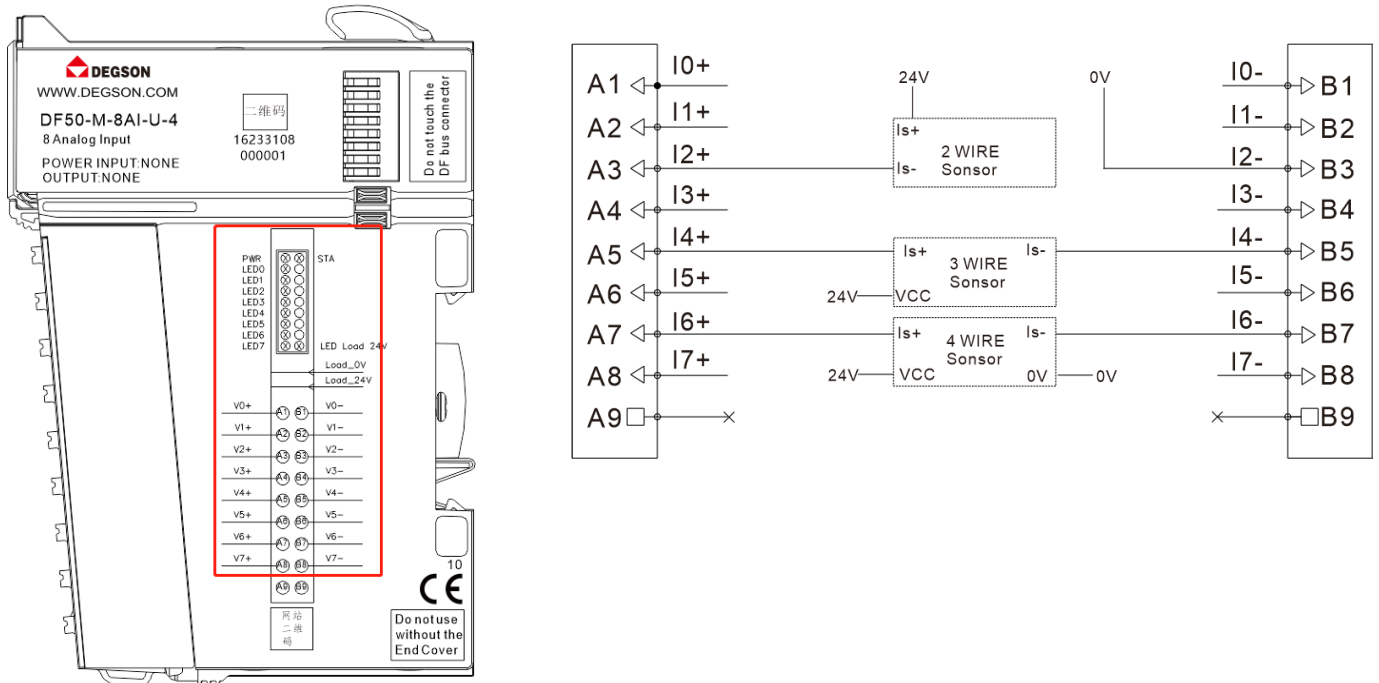 DEGSON
WWW.DEGSON.COM
DF50-M-8AI-U-4
8 Analog Input
POWER INPUT:NONE
OUTPUT:NONE
二维码
16233108
000001
Do not touch the
DF bus connector
PWR STA
LED0
LED1
LED2
LED3
LED4
LED5
LED6
LED7 LED Load 24V
Load_0V
Load_24V
V0+ A1 B1 V0-
V1+ A2 B2 V1-
V2+ A3 B3 V2-
V3+ A4 B4 V3-
V4+ A5 B5 V4-
V5+ A6 B6 V5-
V6+ A7 B7 V6-
V7+ A8 B8 V7-
A9 B9
10
CE
网站
二维
码
Do not use
without the
End Cover
A1 I0+
A2 I1+
A3 I2+
A4 I3+
A5 I4+
A6 I5+
A7 I6+
A8 I7+
A9
24V
Is+
2 WIRE
Is- Sonsor
0V
Is+ Is-
3 WIRE
Sonsor
24V VCC
Is+ Is-
4 WIRE
Sonsor
24V VCC 0V 0V
I0- B1
I1- B2
I2- B3
I3- B4
I4- B5
I5- B6
I6- B7
I7- B8
B9